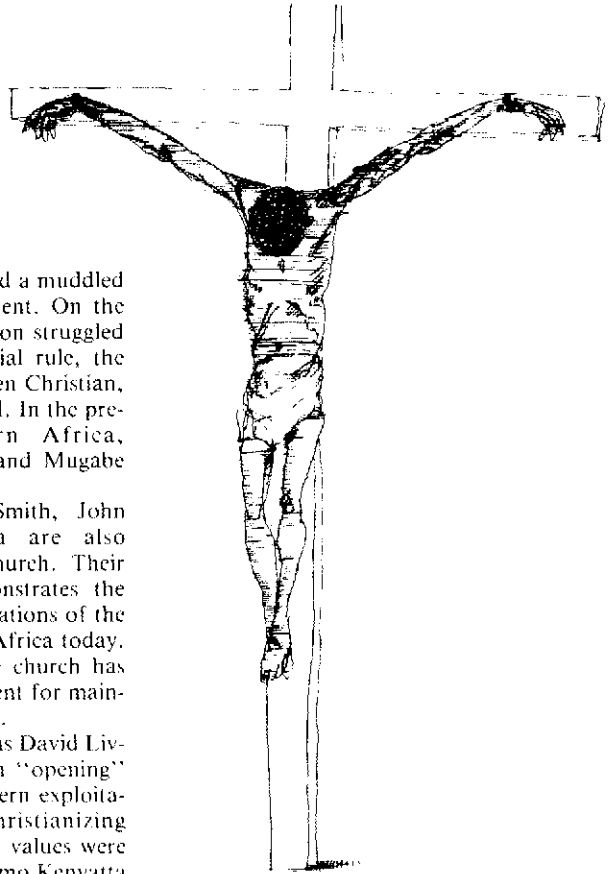 d a muddled
ent. On the
on struggled
ial rule, the
en Christian,
l. In the pre-
rn Africa,
and Mugabe
Smith, John
a are also
hurch. Their
onstrates the
ations of the
Africa today.
church has
ent for main-
as David Liv-
n "opening"
ern exploita-
hristianizing
values were
mo Kenyatta